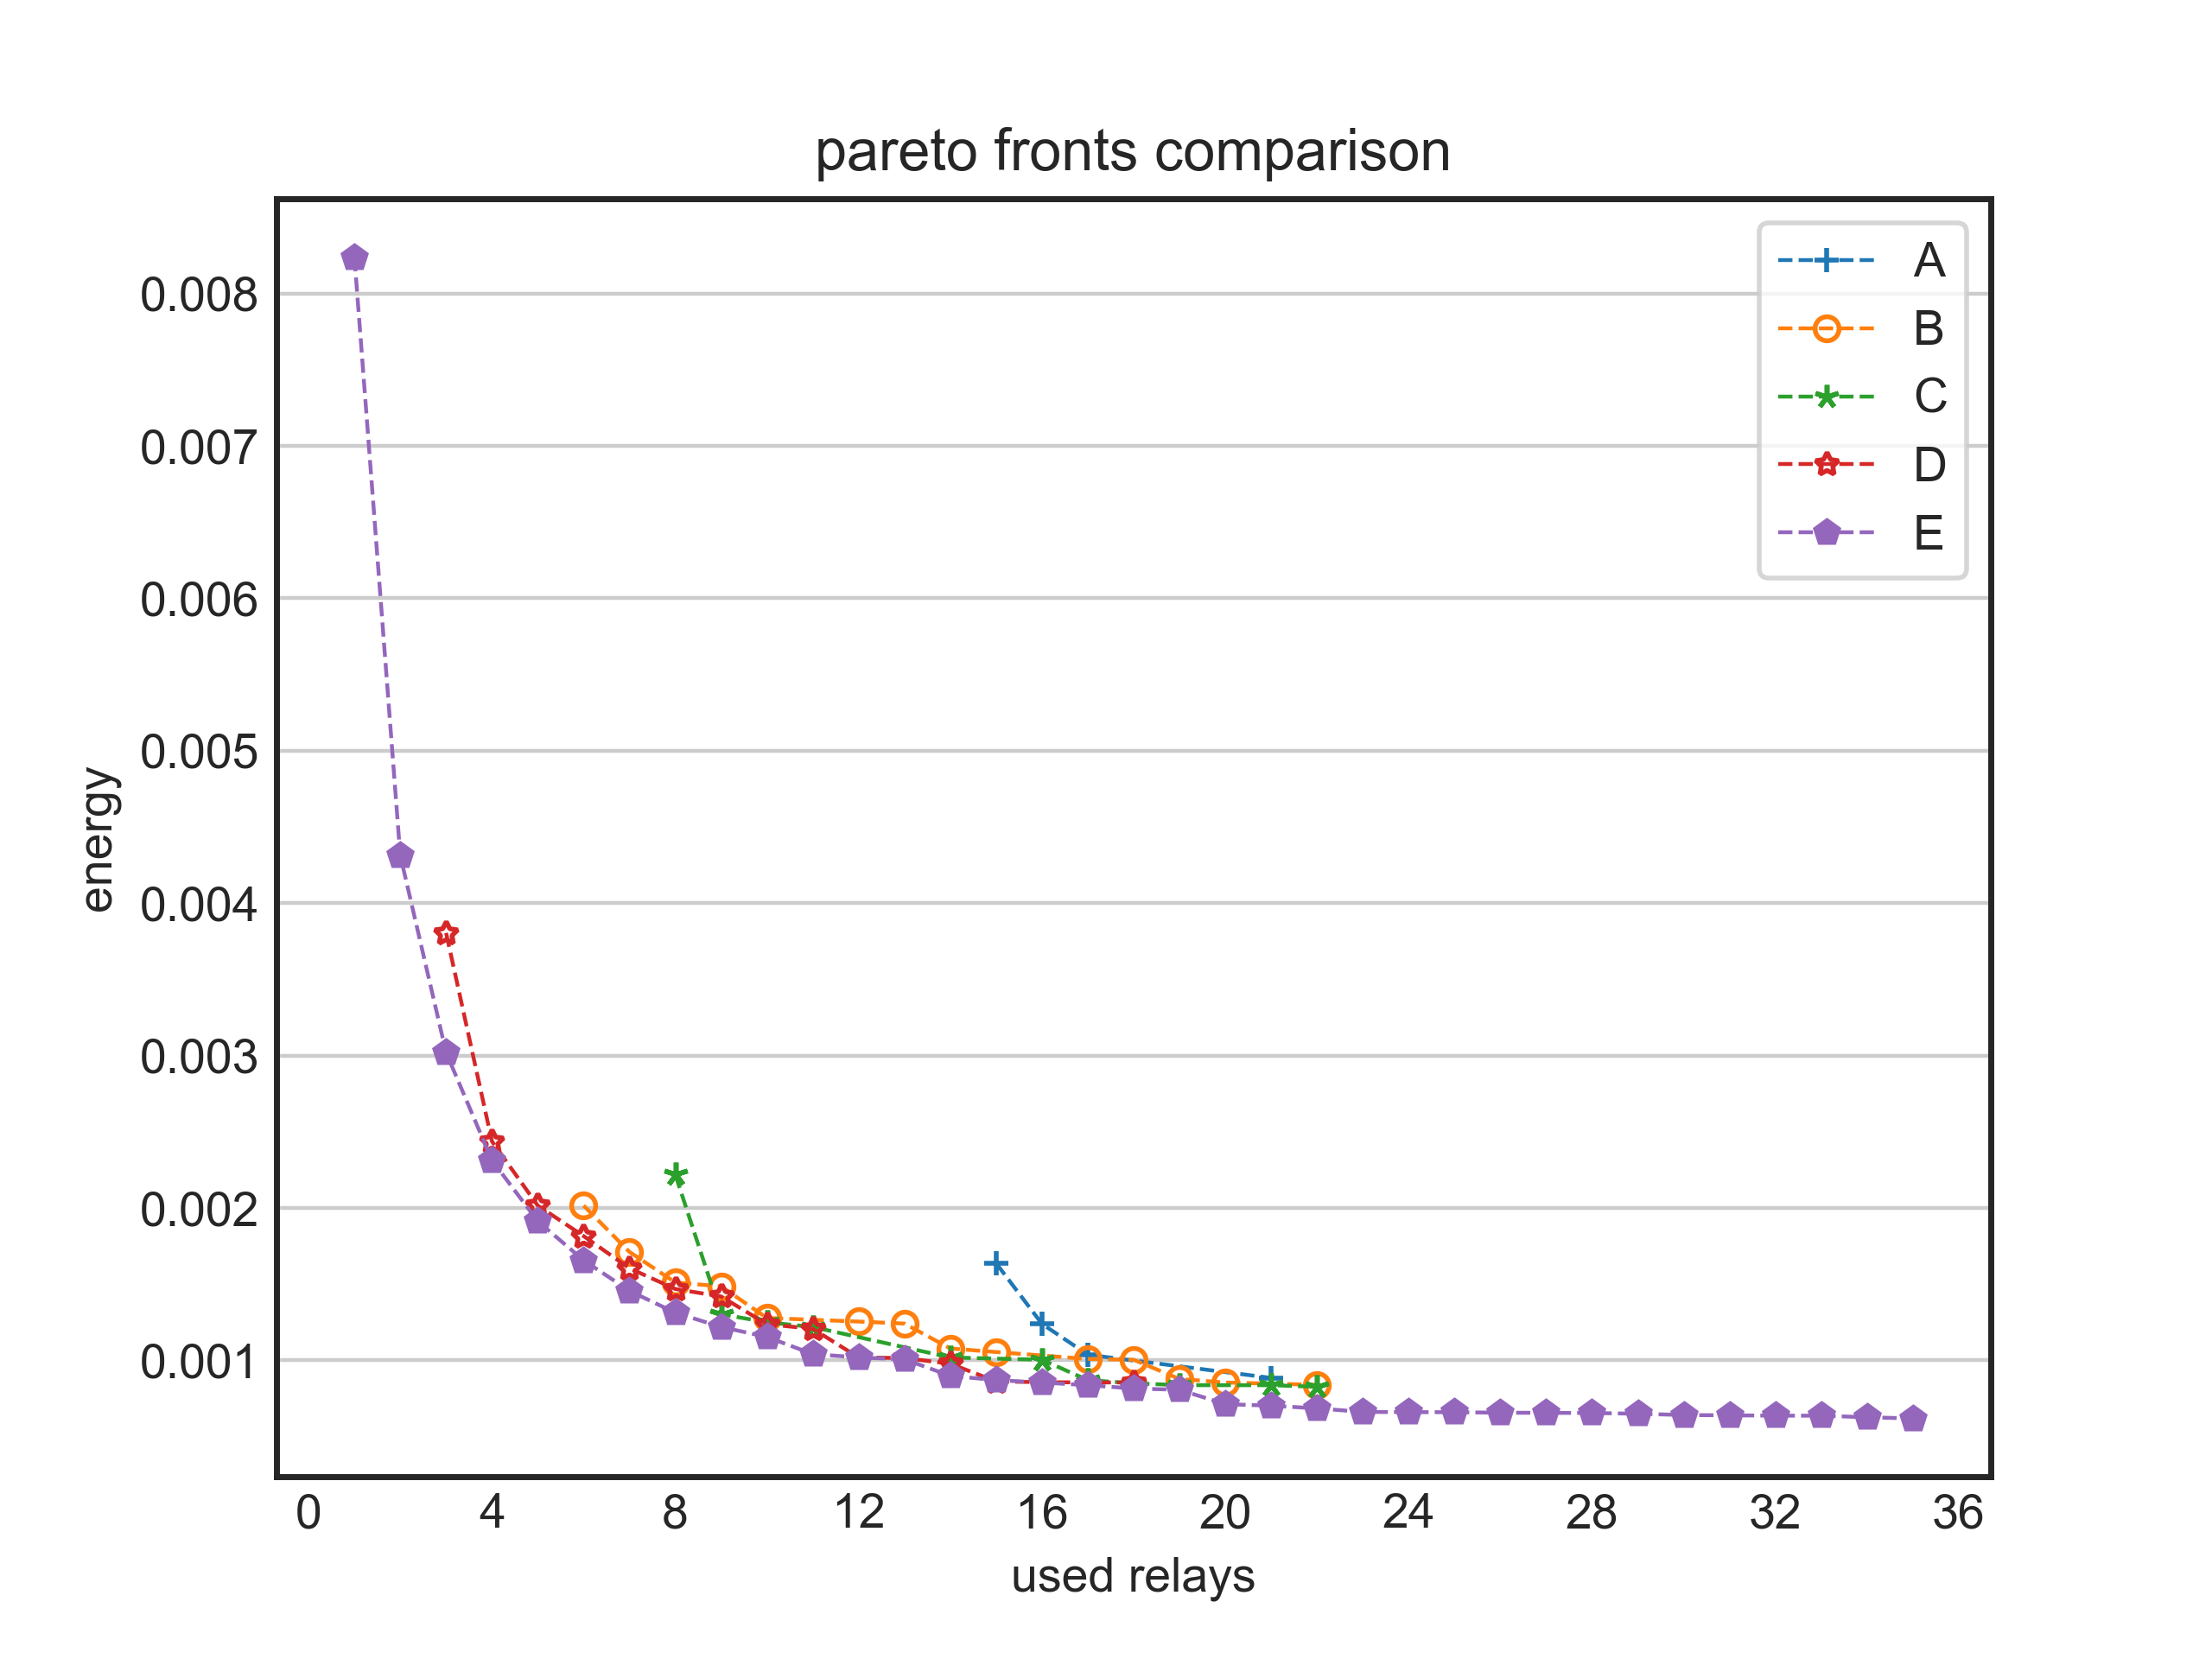 pareto fronts comparison
A
B
C
D
E
0.008
0.007
0.006
0.005
0.004
0.003
0.002
0.001
energy
0 4 8 12 16 20 24 28 32 36
used relays